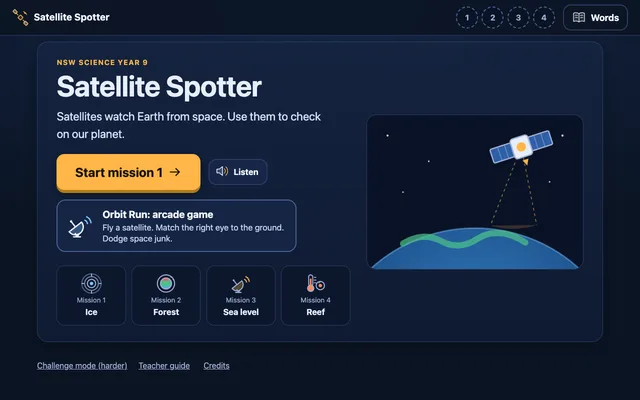 Satellite Spotter
1 2 3 4
Words
NSW SCIENCE YEAR 9
Satellite Spotter
Satellites watch Earth from space. Use them to check
on our planet.
Start mission 1 →
Listen
Orbit Run: arcade game
Fly a satellite. Match the right eye to the ground.
Dodge space junk.
Mission 1
Ice
Mission 2
Forest
Mission 3
Sea level
Mission 4
Reef
Challenge mode (harder)
Teacher guide
Credits